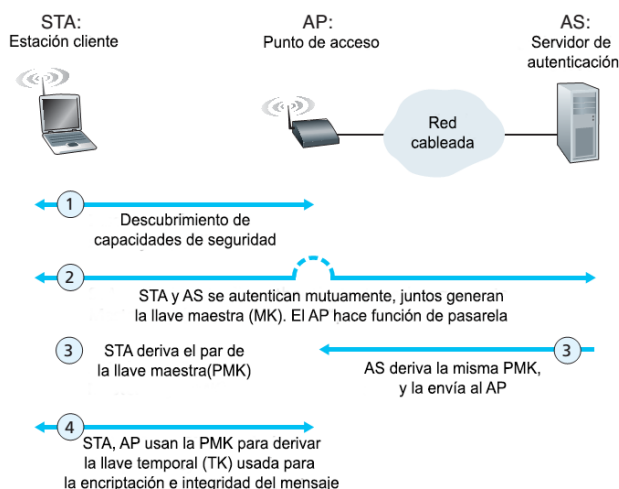 STA:
Estación cliente
AP:
Punto de acceso
AS:
Servidor de
autenticación
Red
cableada
1
Descubrimiento de
capacidades de seguridad
2
STA y AS se autentican mutuamente, juntos generan
la llave maestra (MK). El AP hace función de pasarela
3
STA deriva el par de
la llave maestra(PMK)
3
AS deriva la misma PMK,
y la envía al AP
4
STA, AP usan la PMK para derivar
la llave temporal (TK) usada para
la encriptación e integridad del mensaje